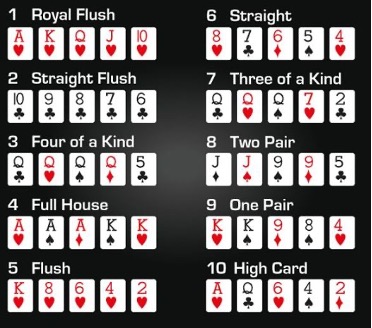 1 Royal Flush
A K Q J 10
2 Straight Flush
10 9 8 7 6
3 Four of a Kind
Q Q Q Q 5
4 Full House
A A A K K
5 Flush
K 8 6 4 2
6 Straight
8 7 6 5 4
7 Three of a Kind
Q Q Q 7 2
8 Two Pair
J J 9 9 5
9 One Pair
K K 9 8 4
10 High Card
A Q 6 4 2